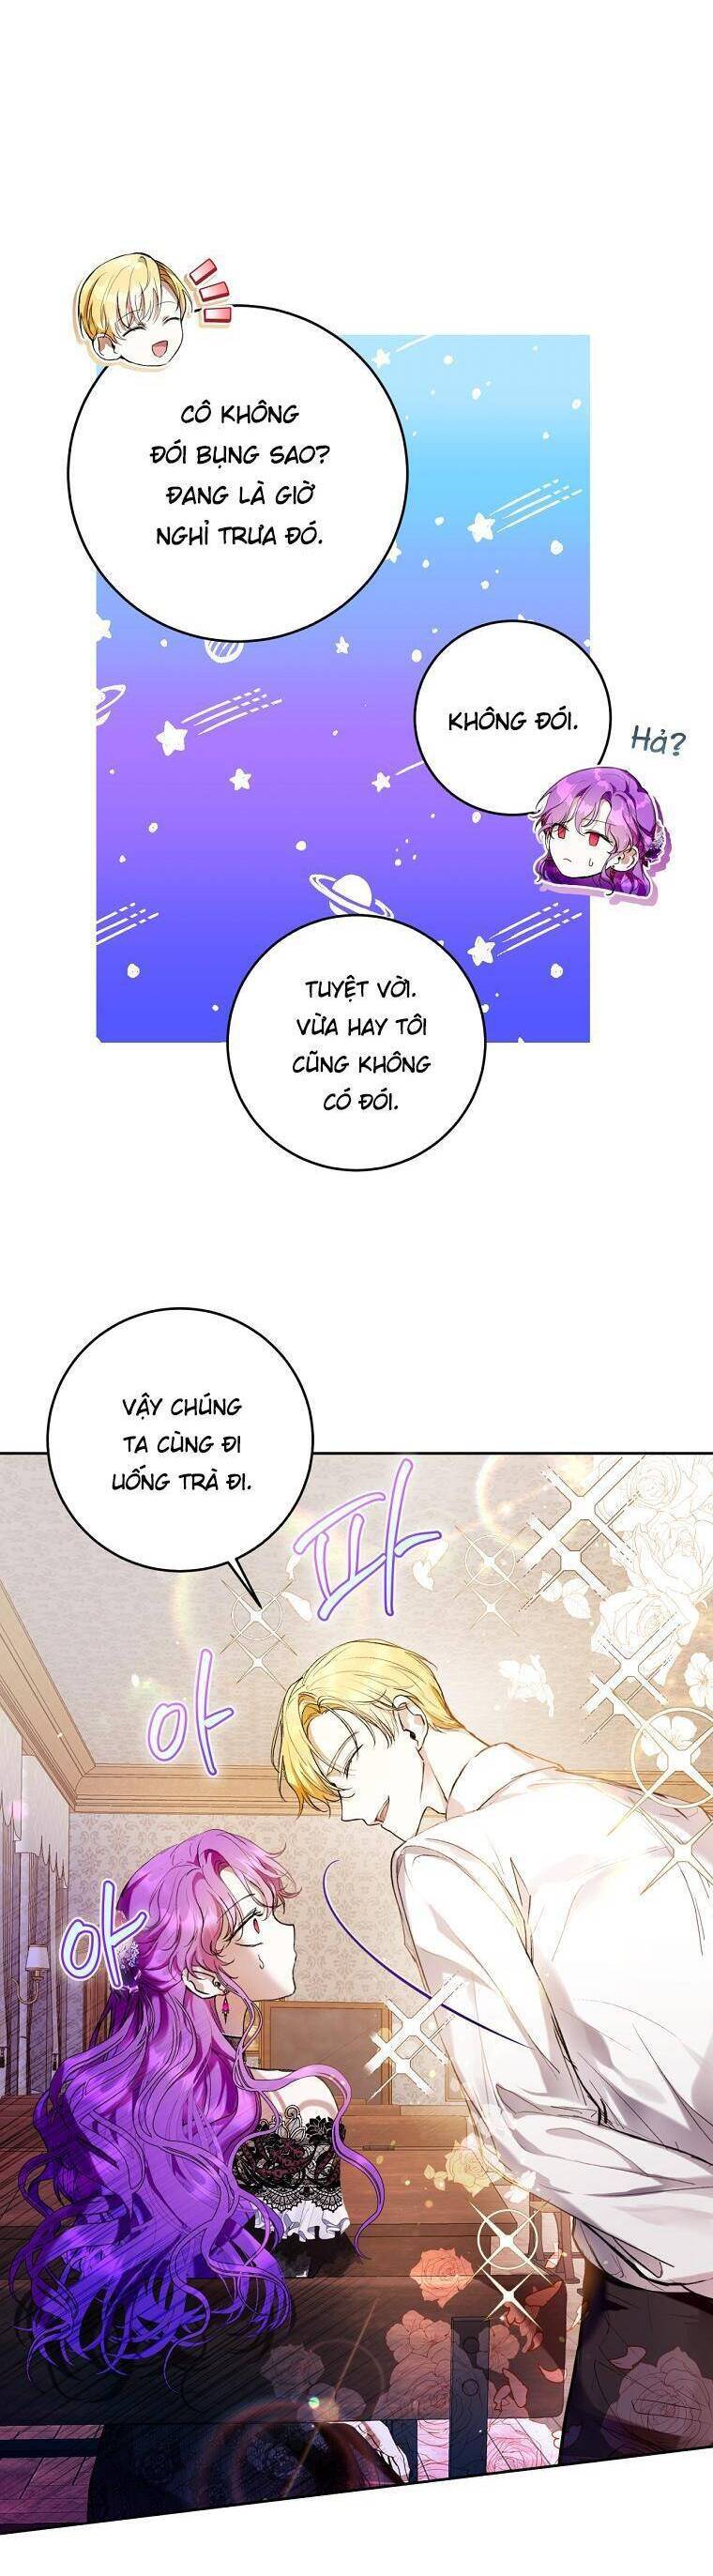 CÔ KHÔNG
ĐÓI BỤNG SAO?
ĐANG LÀ GIỜ
NGHỈ TRƯA ĐÓ.
KHÔNG ĐÓI.
Hả?
TUYỆT VỜI.
VỪA HAY TÔI
CŨNG KHÔNG
CÓ ĐÓI.
VẬY CHÚNG
TA CÙNG ĐI
UỐNG TRÀ ĐI.
파
아
아